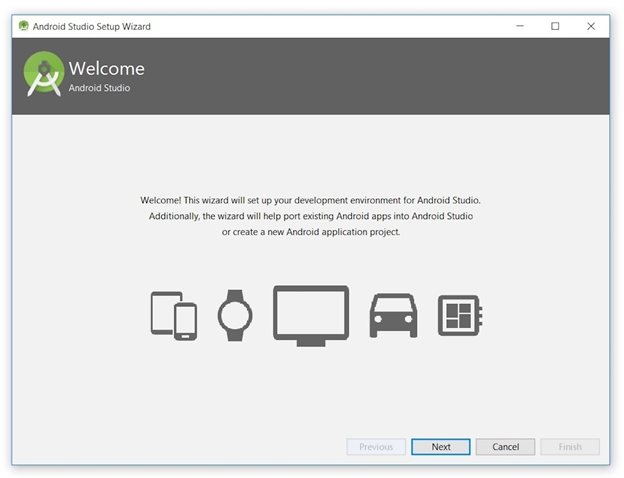 Android Studio Setup Wizard
Welcome
Android Studio
Welcome! This wizard will set up your development environment for Android Studio.
Additionally, the wizard will help port existing Android apps into Android Studio
or create a new Android application project.
Previous
Next
Cancel
Finish